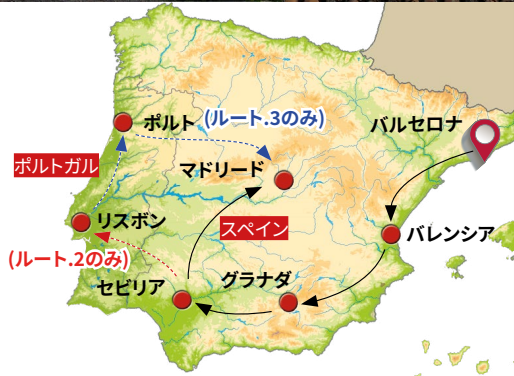 ポルト
(ルート.3のみ)
バルセロナ
ポルトガル
マドリード
リスボン
スペイン
バレンシア
(ルート.2のみ)
セビリア
グラナダ